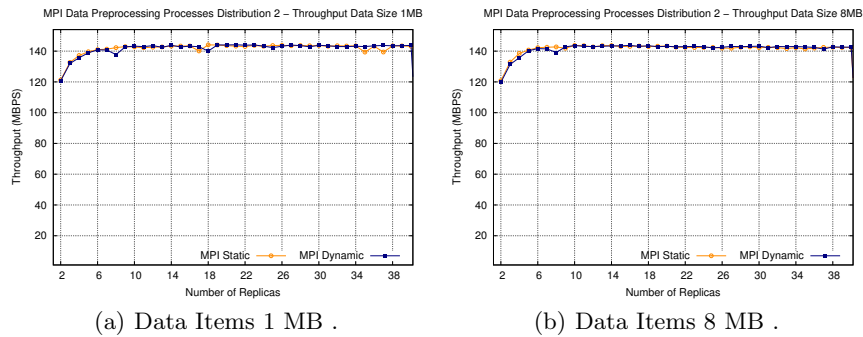 MPI Data Preprocessing Processes Distribution 2 − Throughput Data Size 1MB
Throughput (MBPS)
140
120
100
80
60
40
20
MPI Static MPI Dynamic
2 6 10 14 18 22 26 30 34 38
Number of Replicas
(a) Data Items 1 MB .
MPI Data Preprocessing Processes Distribution 2 − Throughput Data Size 8MB
Throughput (MBPS)
140
120
100
80
60
40
20
MPI Static MPI Dynamic
2 6 10 14 18 22 26 30 34 38
Number of Replicas
(b) Data Items 8 MB .